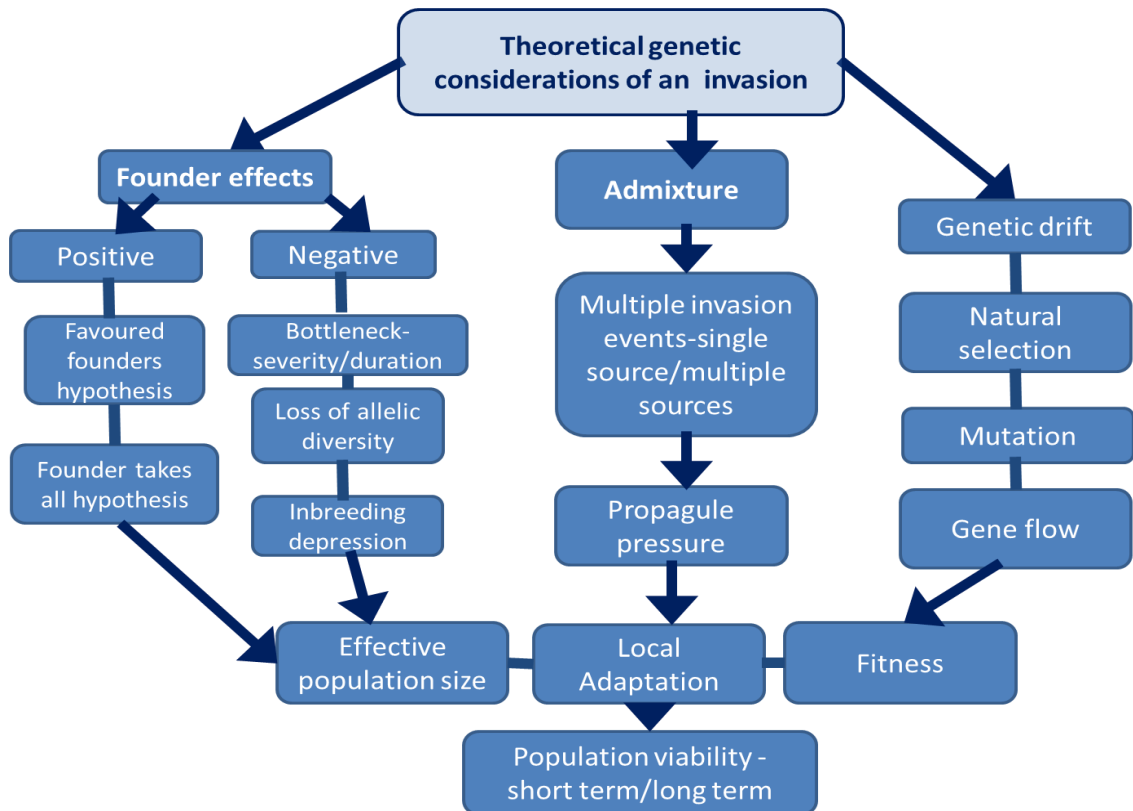 Theoretical genetic
considerations of an invasion
Founder effects
Positive
Favoured
founders
hypothesis
Founder takes
all hypothesis
Negative
Bottleneck-
severity/duration
Loss of allelic
diversity
Inbreeding
depression
Effective
population size
Admixture
Multiple invasion
events-single
source/multiple
sources
Propagule
pressure
Local
Adaptation
Genetic drift
Natural
selection
Mutation
Gene flow
Fitness
Population viability -
short term/long term